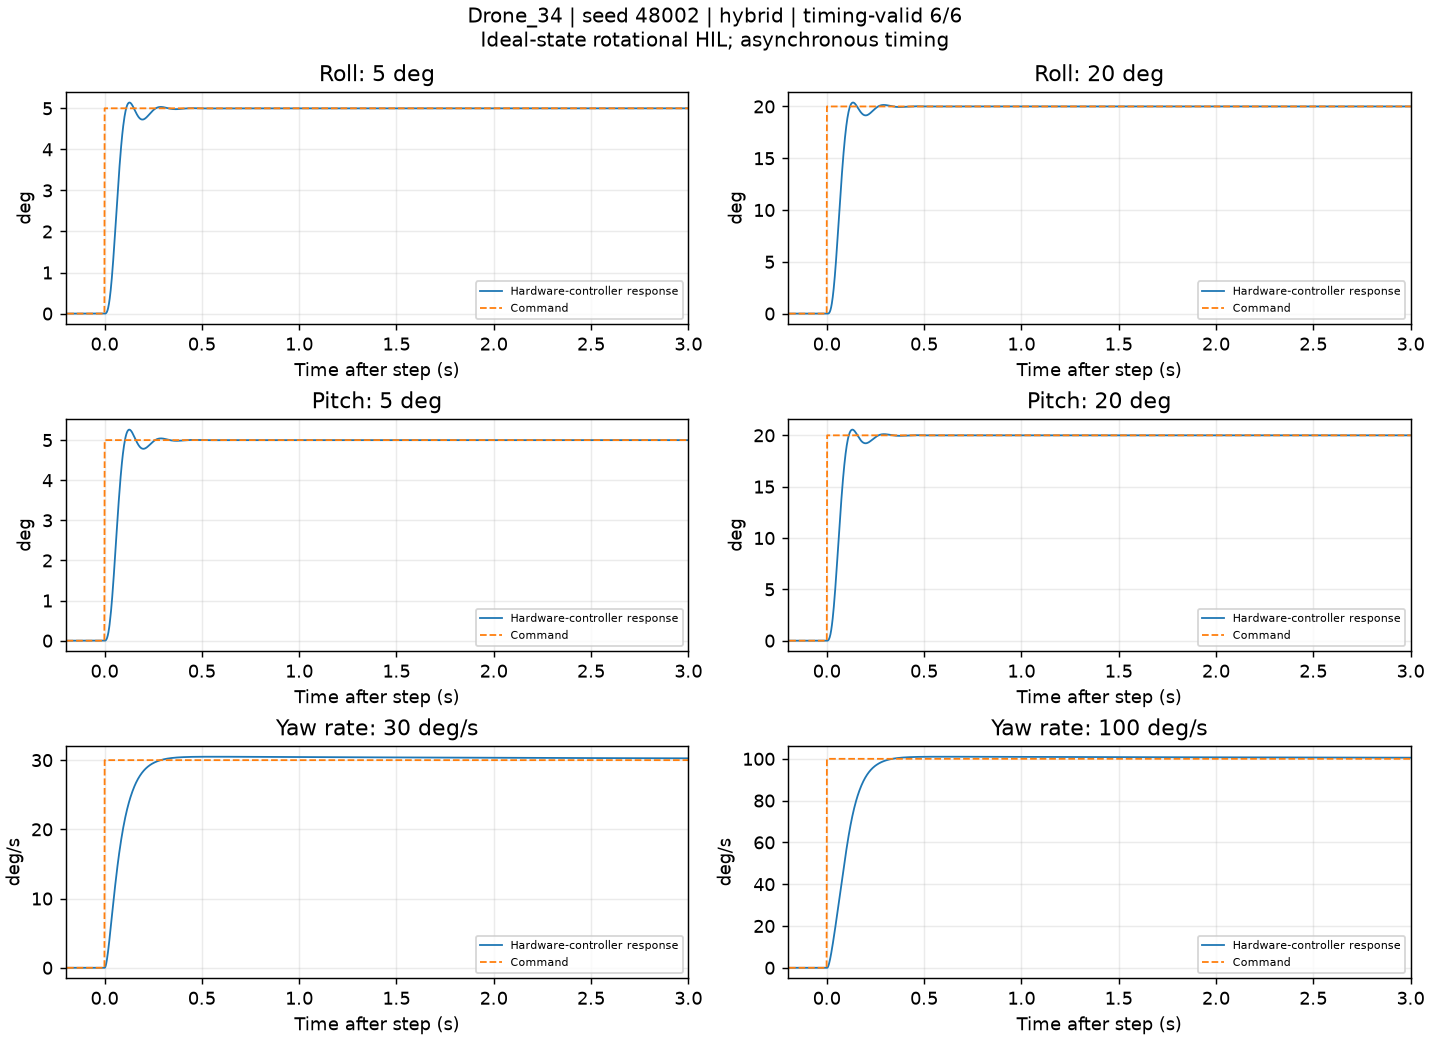 Drone_34 | seed 48002 | hybrid | timing-valid 6/6
Ideal-state rotational HIL; asynchronous timing
Roll: 5 deg
deg
5
4
3
2
1
0
Hardware-controller response
Command
0.0 0.5 1.0 1.5 2.0 2.5 3.0
Time after step (s)
Roll: 20 deg
deg
20
15
10
5
0
Hardware-controller response
Command
0.0 0.5 1.0 1.5 2.0 2.5 3.0
Time after step (s)
Pitch: 5 deg
deg
5
4
3
2
1
0
Hardware-controller response
Command
0.0 0.5 1.0 1.5 2.0 2.5 3.0
Time after step (s)
Pitch: 20 deg
deg
20
15
10
5
0
Hardware-controller response
Command
0.0 0.5 1.0 1.5 2.0 2.5 3.0
Time after step (s)
Yaw rate: 30 deg/s
deg/s
30
20
10
0
Hardware-controller response
Command
0.0 0.5 1.0 1.5 2.0 2.5 3.0
Time after step (s)
Yaw rate: 100 deg/s
deg/s
100
80
60
40
20
0
Hardware-controller response
Command
0.0 0.5 1.0 1.5 2.0 2.5 3.0
Time after step (s)